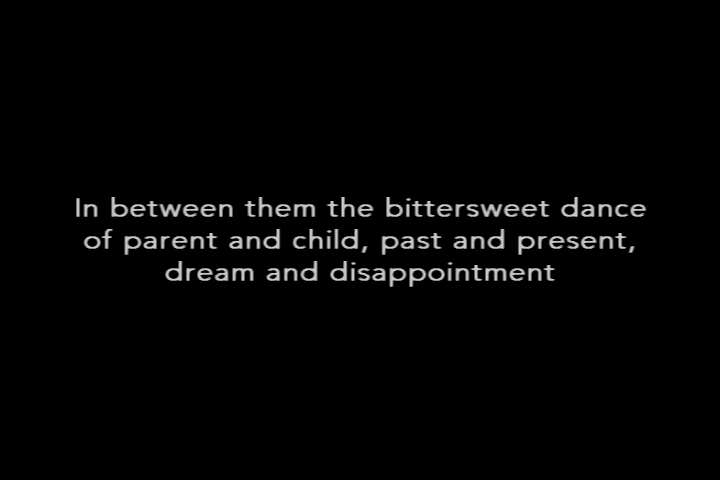 In between them the bittersweet dance
of parent and child, past and present,
dream and disappointment